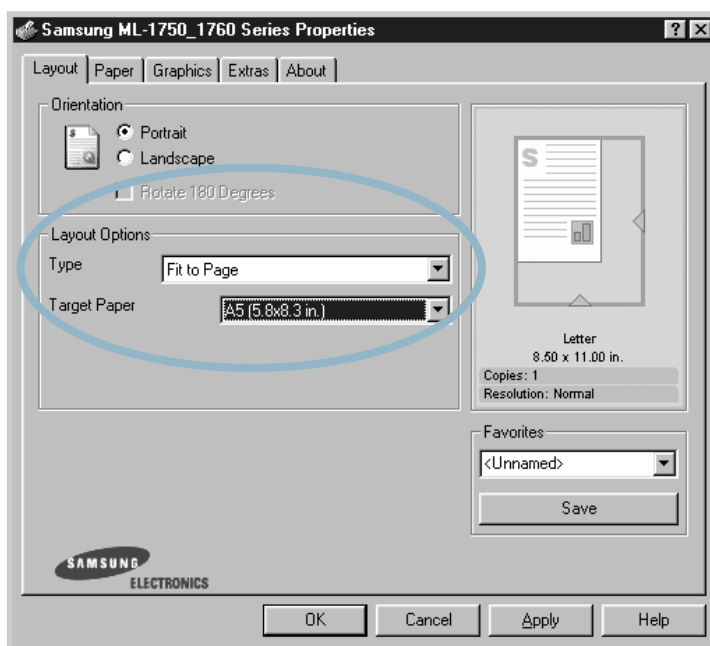 Samsung ML-1750_1760 Series Properties
Layout Paper Graphics Extras About
Orientation
Portrait
Landscape
Rotate 180 Degrees
Layout Options
Type Fit to Page
Target Paper A5 (5.8x8.3 in.)
S
S
Letter
8.50 x 11.00 in.
Copies: 1
Resolution: Normal
Favorites
<Unnamed>
Save
SAMSUNG
ELECTRONICS
OK Cancel Apply Help